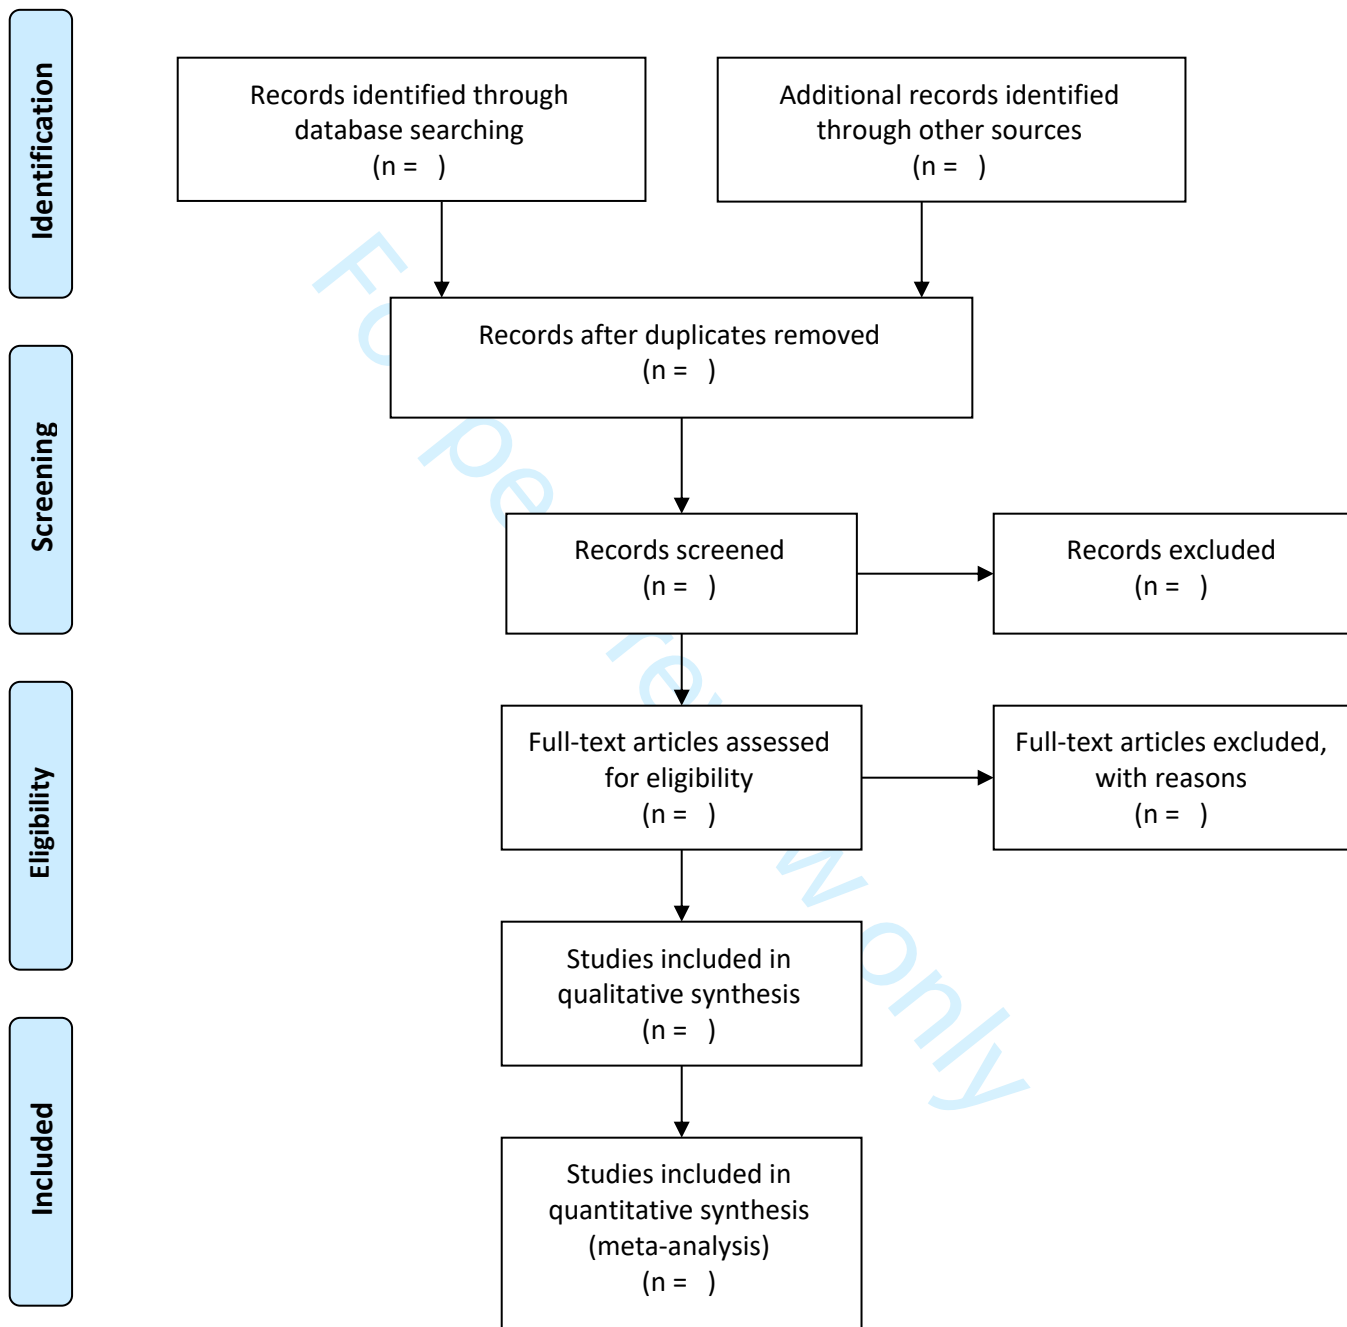 Identification
Records identified through
database searching
(n =   )
Additional records identified
through other sources
(n =   )
Records after duplicates removed
(n =   )
Screening
Records screened
(n =   )
Records excluded
(n =   )
Eligibility
Full-text articles assessed
for eligibility
(n =   )
Full-text articles excluded,
with reasons
(n =   )
Studies included in
qualitative synthesis
(n =   )
Included
Studies included in
quantitative synthesis
(meta-analysis)
(n =   )
For peer review only